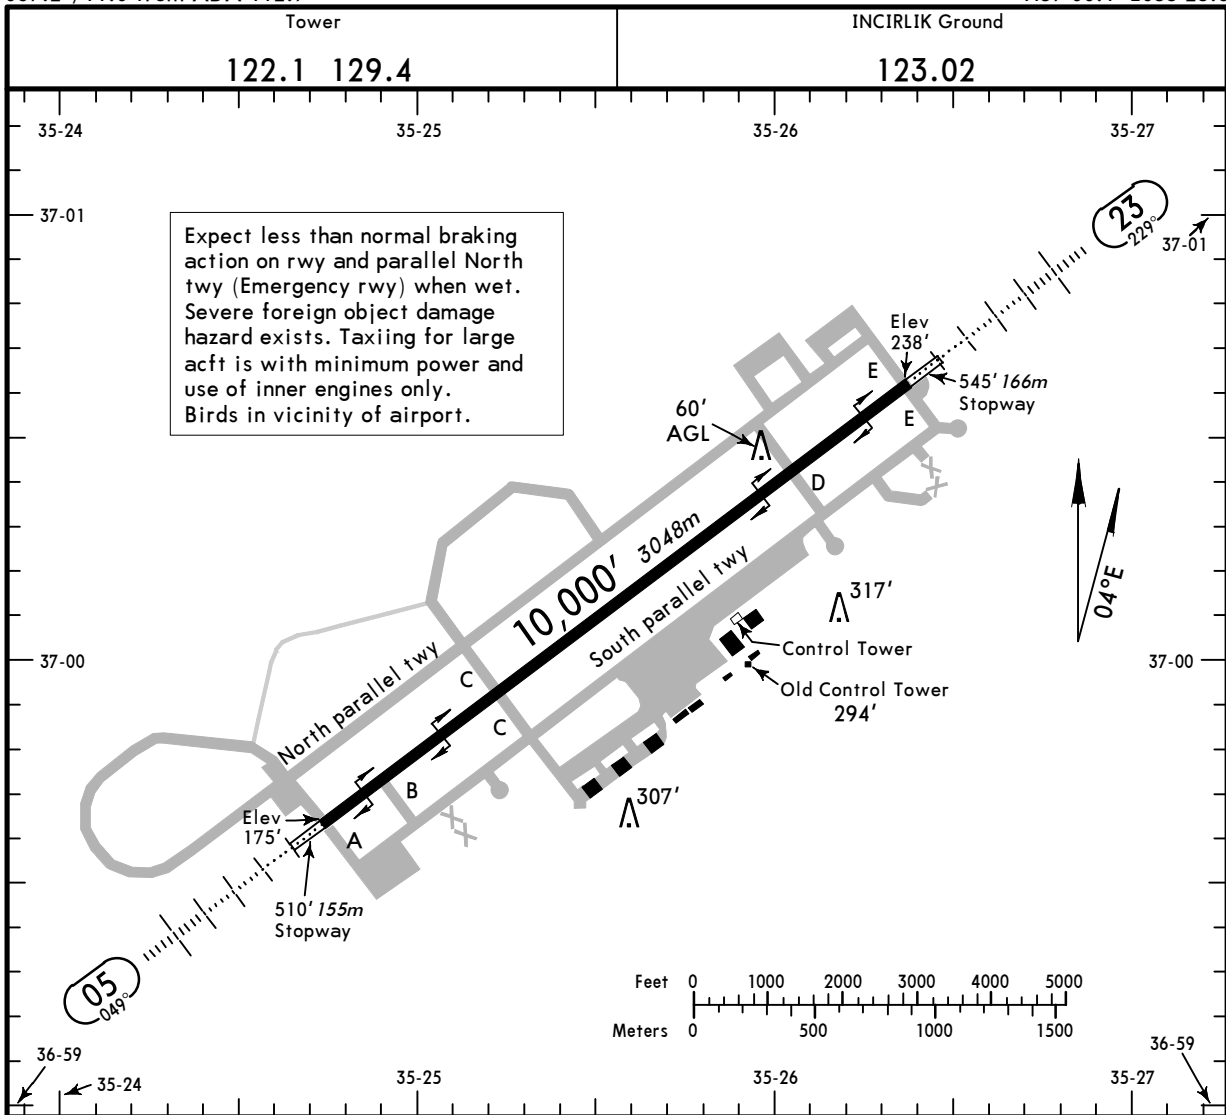 Tower
INCIRLIK Ground
122.1 129.4
123.02
35-24
35-25
35-26
35-27
37-01
37-01
23
229°
Expect less than normal braking
action on rwy and parallel North
twy (Emergency rwy) when wet.
Severe foreign object damage
hazard exists. Taxiing for large
acft is with minimum power and
use of inner engines only.
Birds in vicinity of airport.
Elev
238'
E
545' 166m
Stopway
E
60'
AGL
D
10,000' 3048m
South parallel twy
North parallel twy
317'
04°E
Control Tower
Old Control Tower
294'
37-00
37-00
C
C
B
A
307'
Elev
175'
510' 155m
Stopway
05
049°
Feet 0 1000 2000 3000 4000 5000
Meters 0 500 1000 1500
36-59
36-59
35-24
35-25
35-26
35-27